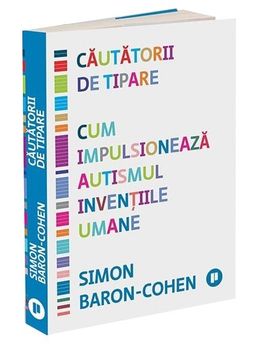 CĂUTĂTORII
DE TIPARE
CUM
IMPULSIONEAZĂ
AUTISMUL
INVENȚIILE
UMANE
SIMON
BARON-COHEN
CĂUTĂTORII
DE TIPARE
SIMON
BARON-COHEN